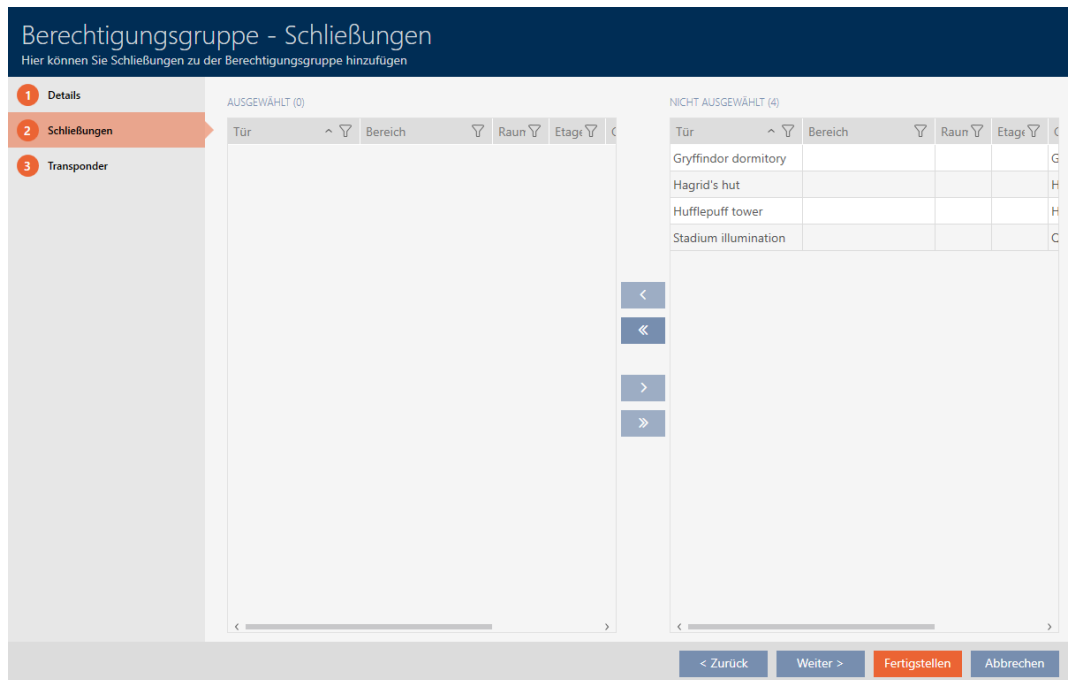 Berechtigungsgruppe - Schließungen
Hier können Sie Schließungen zu der Berechtigungsgruppe hinzufügen
1 Details
2 Schließungen
3 Transponder
AUSGEWÄHLT (0)
Tür Bereich Raum Etage
NICHT AUSGEWÄHLT (4)
Tür Bereich Raum Etage
Gryffindor dormitory G
Hagrid's hut H
Hufflepuff tower H
Stadium illumination Q
< Zurück
Weiter >
Fertigstellen
Abbrechen